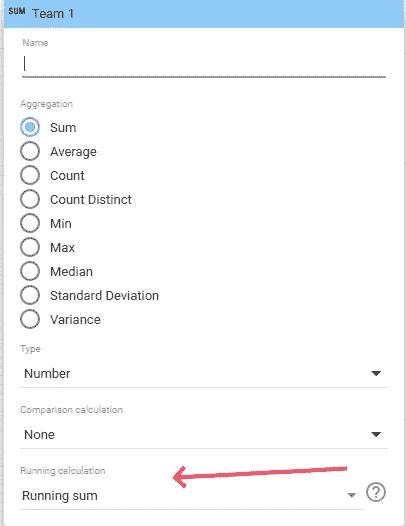 SUM Team 1
Name
Aggregation
Sum
Average
Count
Count Distinct
Min
Max
Median
Standard Deviation
Variance
Type
Number
Comparison calculation
None
Running calculation
Running sum
?